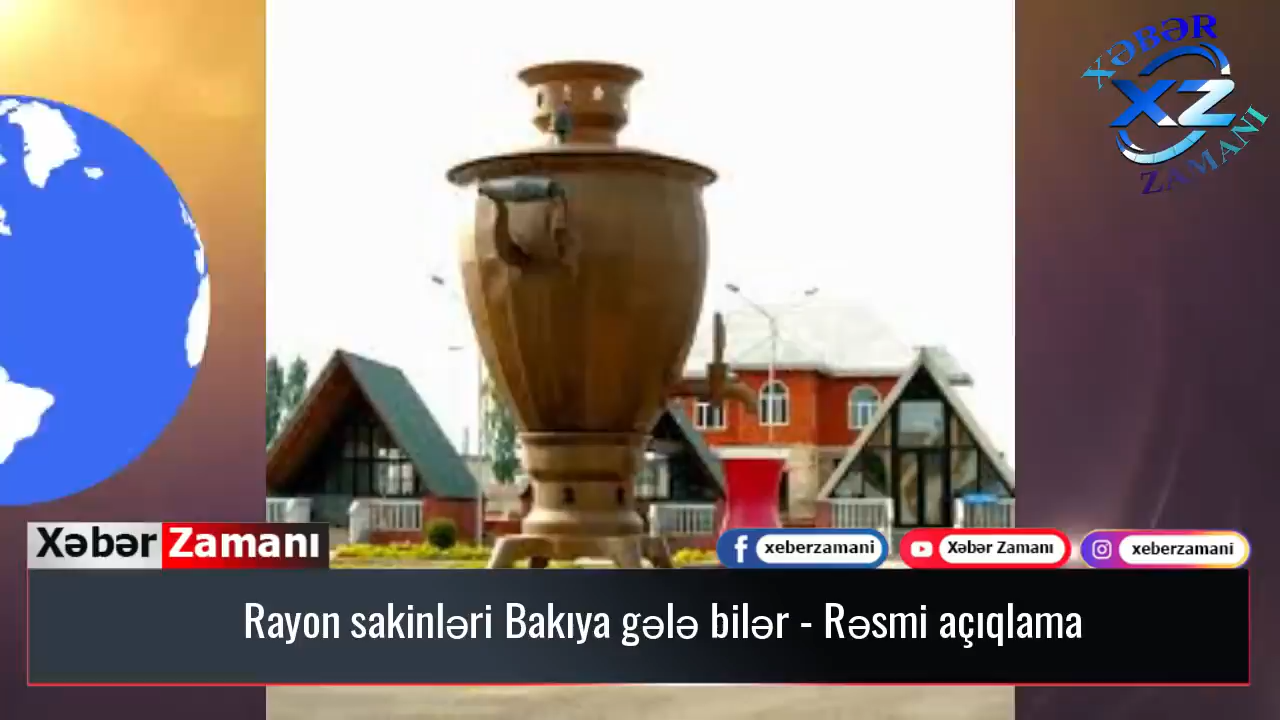 XƏBƏR
XZ
ZAMANI
Xəbər Zamanı
xeberzamani
Xəbər Zamanı
xeberzamani
Rayon sakinləri Bakıya gələ bilər - Rəsmi açıqlama